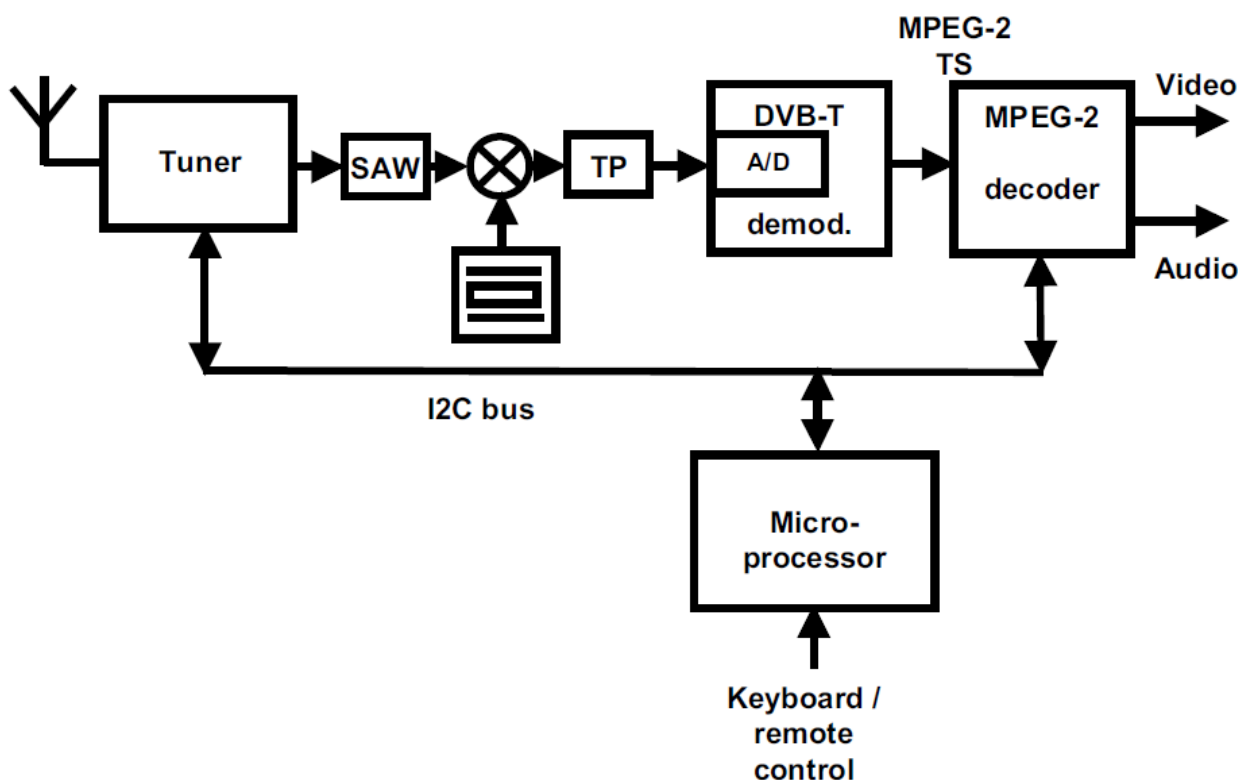 MPEG-2
TS
Video
DVB-T
MPEG-2
Tuner
SAW
TP
A/D
decoder
demod.
Audio
I2C bus
Micro-
processor
Keyboard /
remote
control